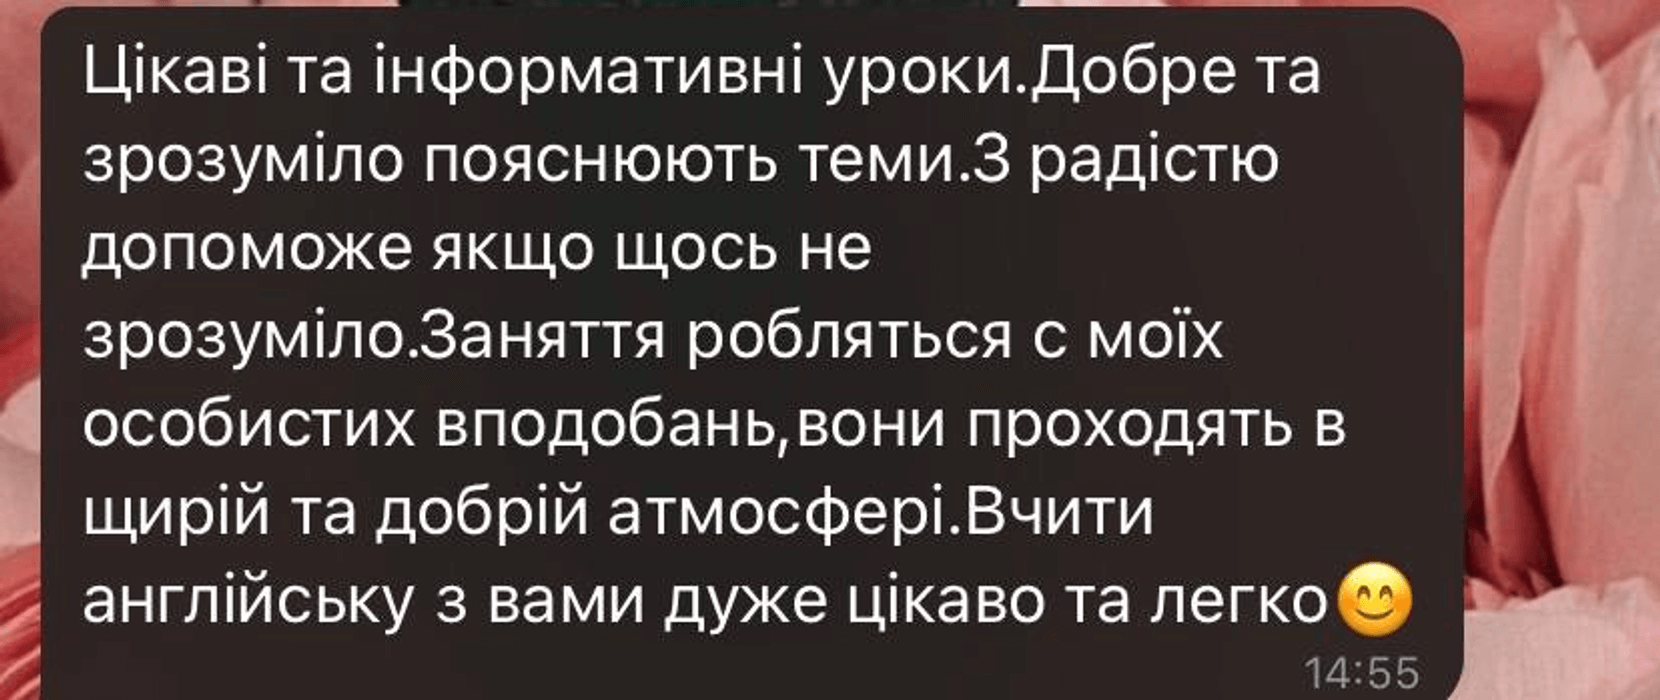 Цікаві та інформативні уроки.Добре та
зрозуміло пояснюють теми.З радістю
допоможе якщо щось не
зрозуміло.Заняття робляться с моїх
особистих вподобань,вони проходять в
щирій та добрій атмосфері.Вчити
англійську з вами дуже цікаво та легко😊
14:55